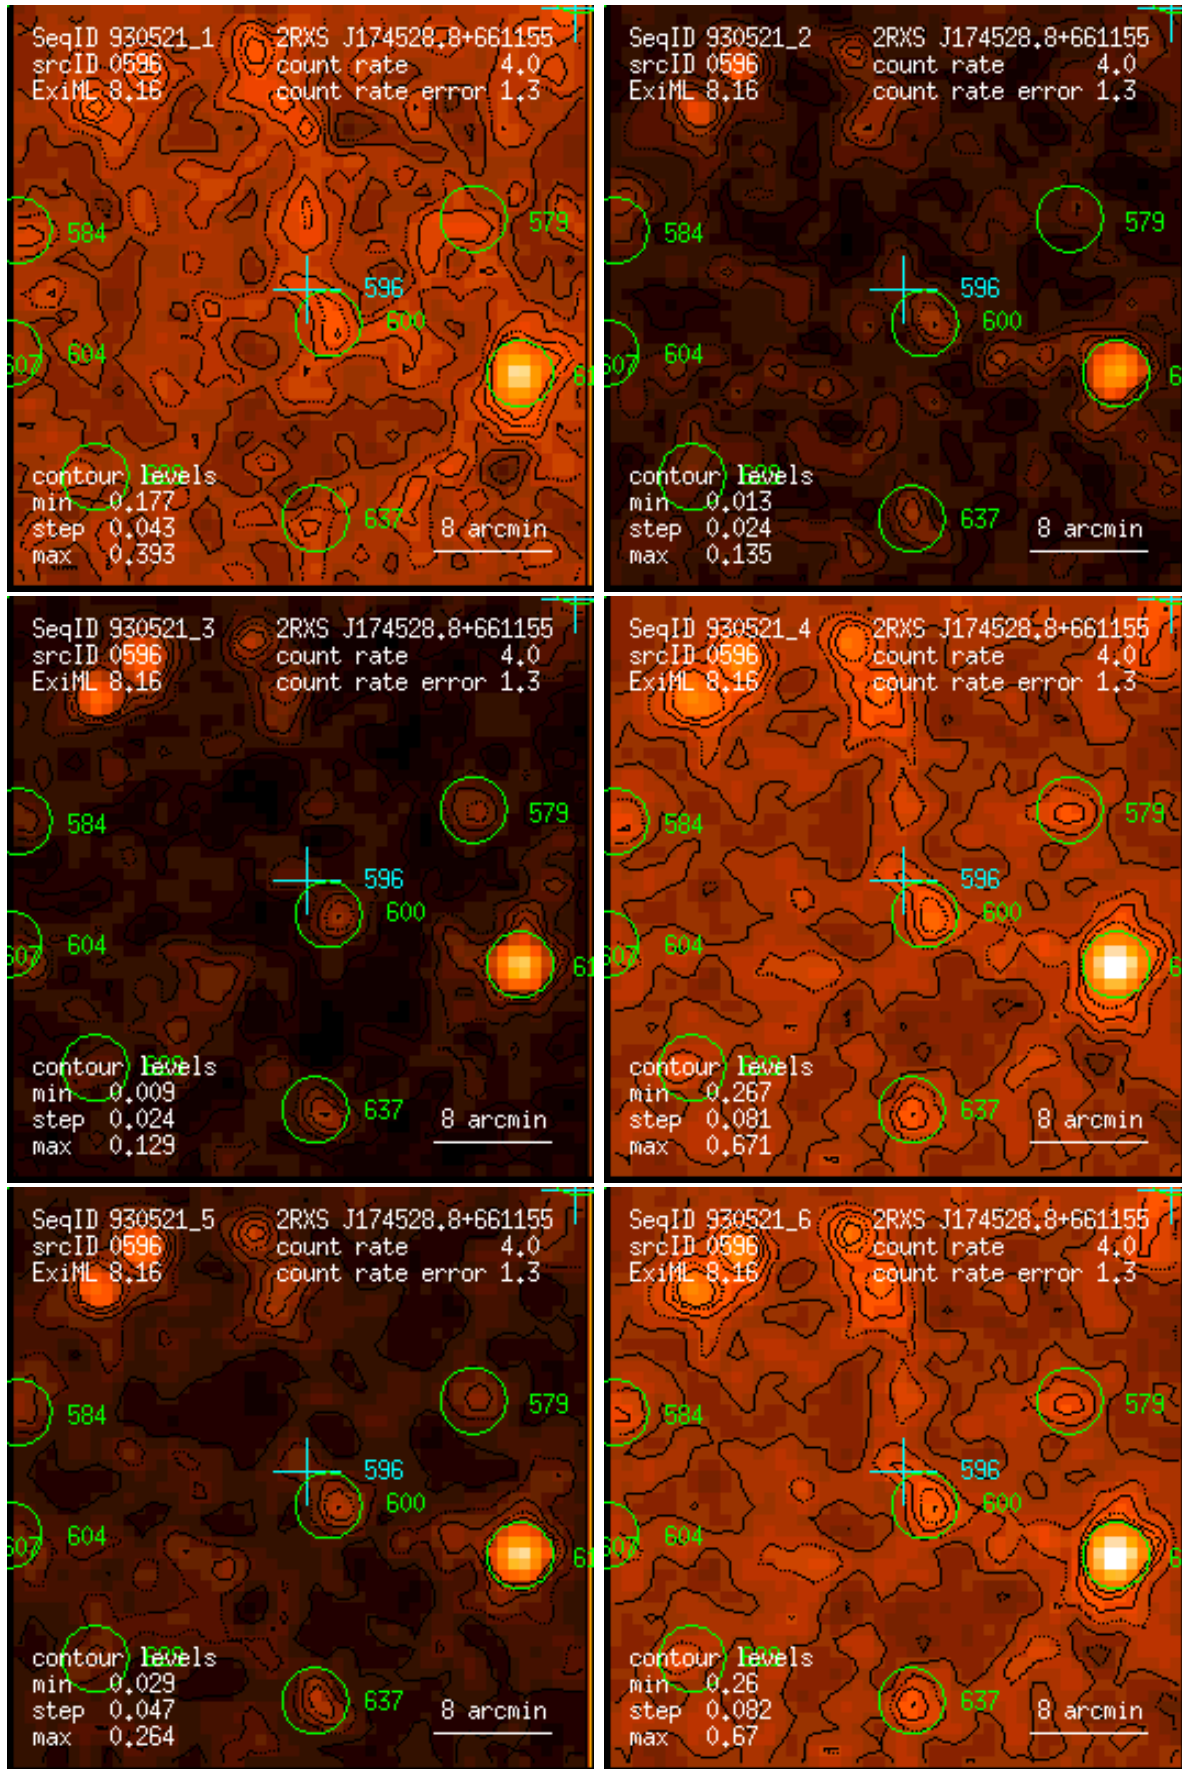 SeqID 930521_1 2RXS J174528.8+661155
srcID 0596 count rate 4.0
ExiML 8.16 count rate error 1.3
584
579
596
600
604
607
61
contour levels
min 0.177
step 0.043
max 0.393
637
8 arcmin
SeqID 930521_2 2RXS J174528.8+661155
srcID 0596 count rate 4.0
ExiML 8.16 count rate error 1.3
584
579
596
600
604
607
6
contour levels
min 0.013
step 0.024
max 0.135
637
8 arcmin
SeqID 930521_3 2RXS J174528.8+661155
srcID 0596 count rate 4.0
ExiML 8.16 count rate error 1.3
584
579
596
600
604
607
61
contour levels
min 0.009
step 0.024
max 0.129
637
8 arcmin
SeqID 930521_4 2RXS J174528.8+661155
srcID 0596 count rate 4.0
ExiML 8.16 count rate error 1.3
584
579
596
600
604
607
6
contour levels
min 0.267
step 0.081
max 0.671
637
8 arcmin
SeqID 930521_5 2RXS J174528.8+661155
srcID 0596 count rate 4.0
ExiML 8.16 count rate error 1.3
584
579
596
600
604
607
61
contour levels
min 0.029
step 0.047
max 0.264
637
8 arcmin
SeqID 930521_6 2RXS J174528.8+661155
srcID 0596 count rate 4.0
ExiML 8.16 count rate error 1.3
584
579
596
600
604
607
6
contour levels
min 0.26
step 0.082
max 0.67
637
8 arcmin